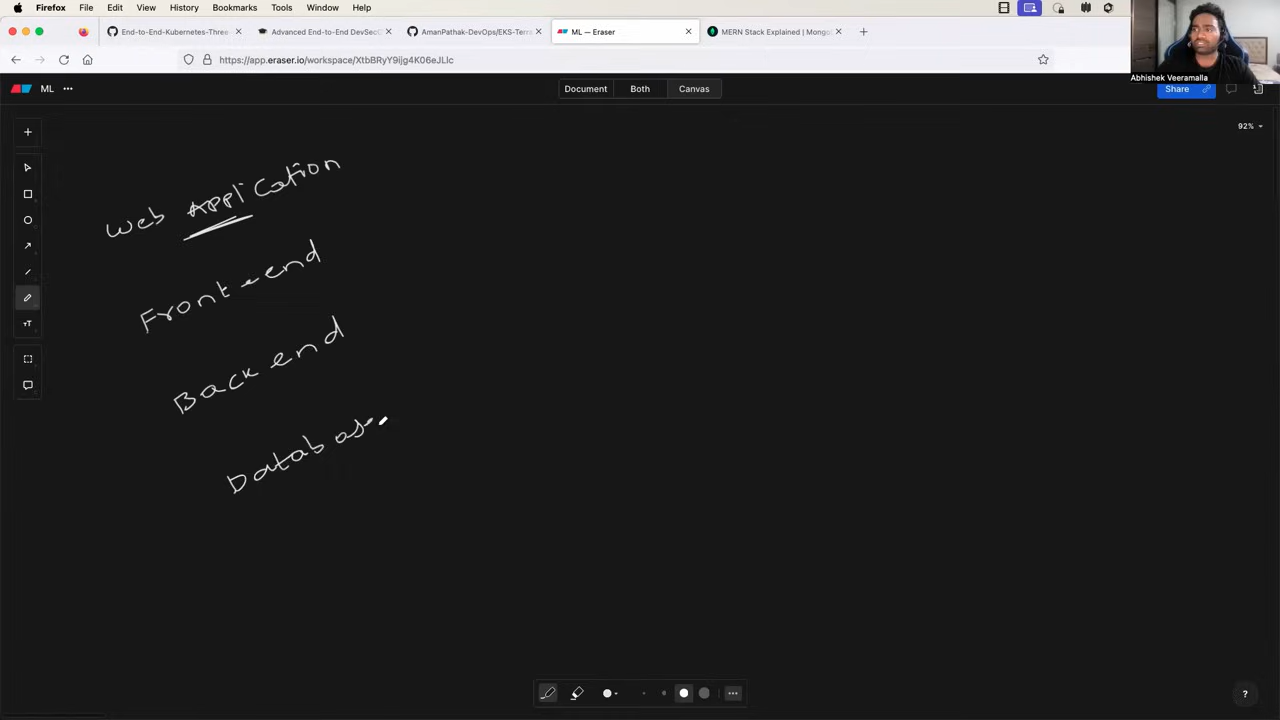 Firefox File Edit View History Bookmarks Tools Window Help
End-to-End-Kubernetes-Three
Advanced End-to-End DevSecO
AmanPathak-DevOps/EKS-Terra
ML — Eraser
MERN Stack Explained | Mongo
https://app.eraser.io/workspace/XtbBRyY9ijg4K06eJLlc
Abhishek Veeramalla
ML
Document Both Canvas
Share
92%
Web Application
Front-end
Back end
Databas
?